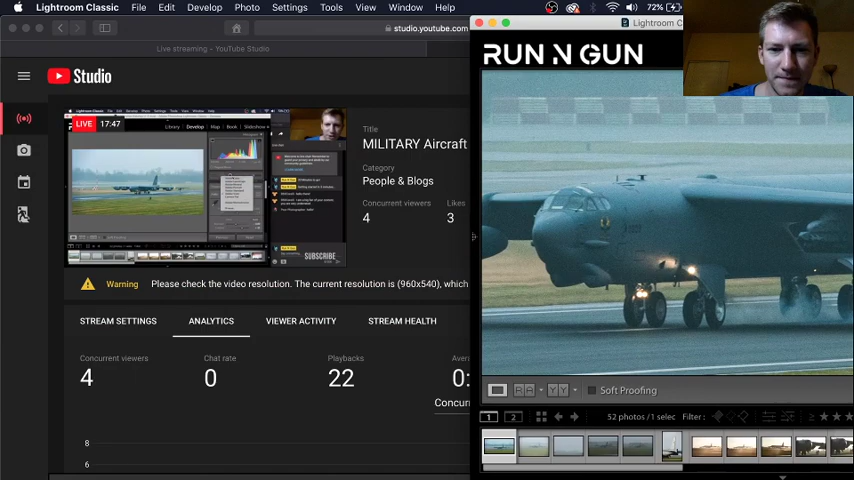 Lightroom Classic File Edit Develop Photo Settings Tools View Window Help 72%
studio.youtube.com
Lightroom C
Live streaming - YouTube Studio
RUN N GUN
Studio
LIVE 17:47
Title
MILITARY Aircraft
Category
People & Blogs
Concurrent viewers Likes
4 3
SUBSCRIBE
Warning Please check the video resolution. The current resolution is (960x540), which
STREAM SETTINGS ANALYTICS VIEWER ACTIVITY STREAM HEALTH
Concurrent viewers Chat rate Playbacks Avera
4 0 22 0:
Concur
8
6
Soft Proofing
1 2 52 photos/1 selec Filter :